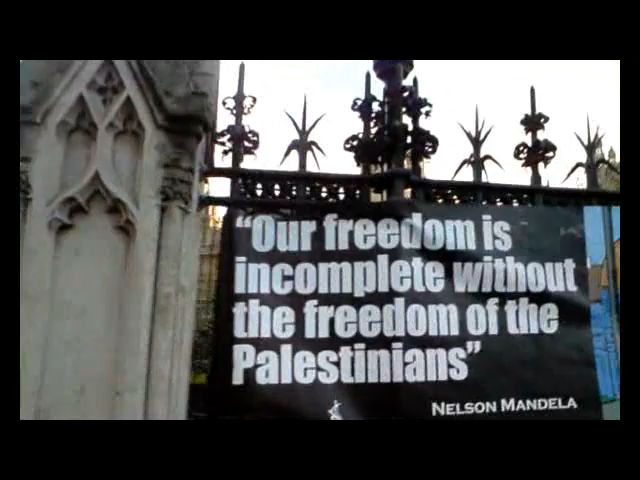 “Our freedom is
incomplete without
the freedom of the
Palestinians”
NELSON MANDELA